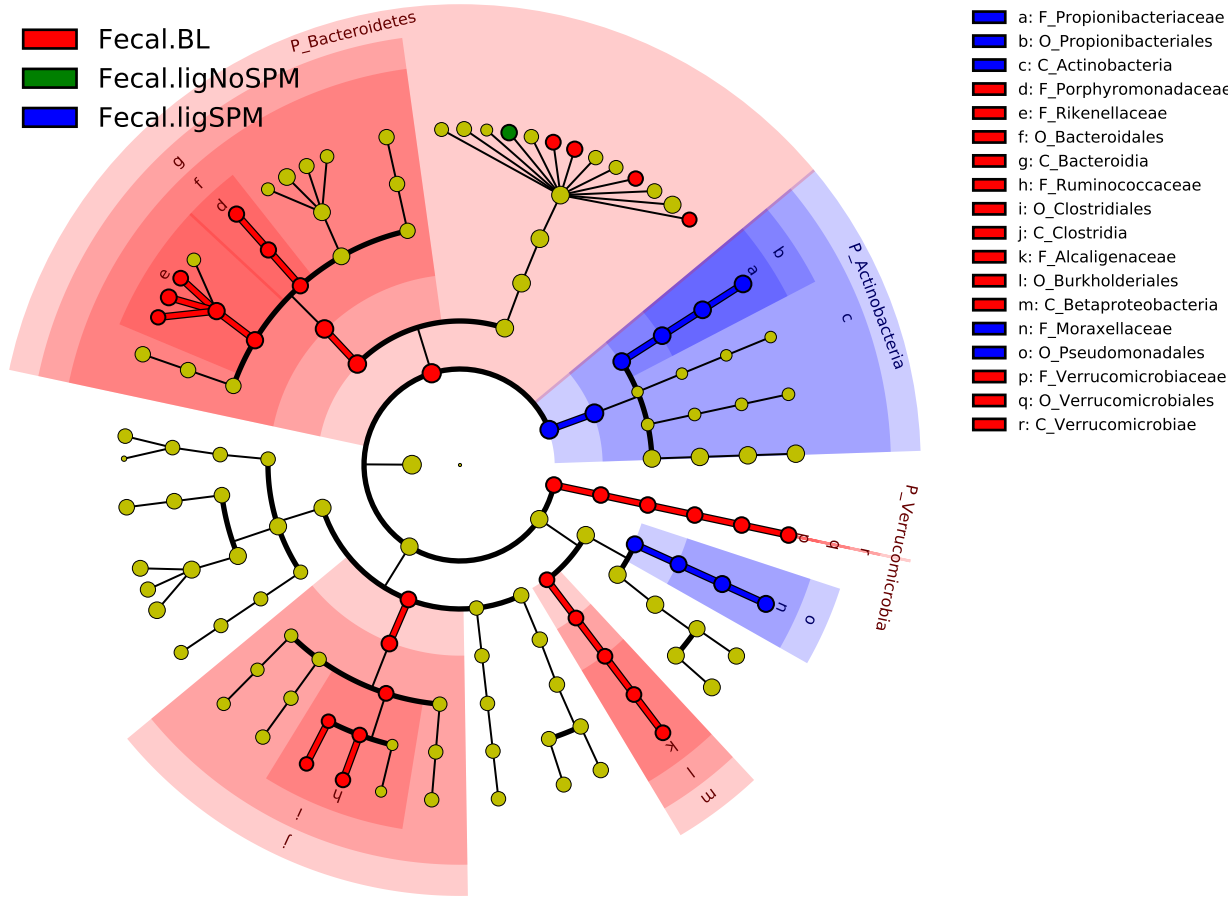 Fecal.BL
Fecal.ligNoSPM
Fecal.ligSPM
P_Bacteroidetes
g
f
d
e
P_Actinobacteria
b
a
c
P_Verrucomicrobia
p
q
r
n
o
k
l
m
h
i
j
a: F_Propionibacteriaceae
b: O_Propionibacteriales
c: C_Actinobacteria
d: F_Porphyromonadaceae
e: F_Rikenellaceae
f: O_Bacteroidales
g: C_Bacteroidia
h: F_Ruminococcaceae
i: O_Clostridiales
j: C_Clostridia
k: F_Alcaligenaceae
l: O_Burkholderiales
m: C_Betaproteobacteria
n: F_Moraxellaceae
o: O_Pseudomonadales
p: F_Verrucomicrobiaceae
q: O_Verrucomicrobiales
r: C_Verrucomicrobiae